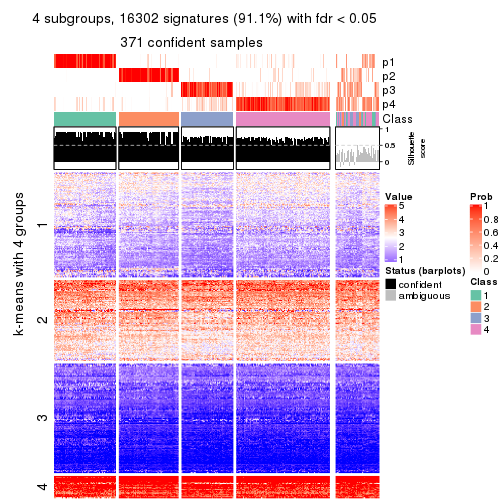 4 subgroups, 16302 signatures (91.1%) with fdr < 0.05
371 confident samples
p1
p2
p3
p4
Class
1
0.5
0
Silhouette
score
k-means with 4 groups
1
2
3
4
Value
5
4
3
2
1
Status (barplots)
confident
ambiguous
Prob
1
0.8
0.6
0.4
0.2
0
Class
1
2
3
4